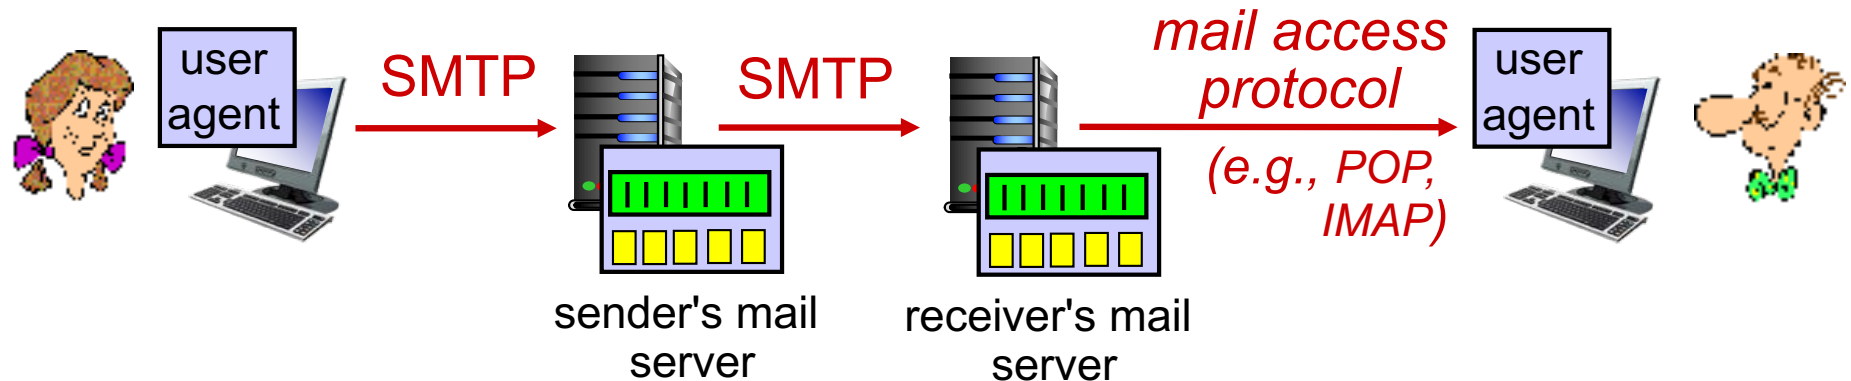 user
agent
SMTP
SMTP
mail access
protocol
(e.g., POP,
IMAP)
user
agent
sender's mail
server
receiver's mail
server